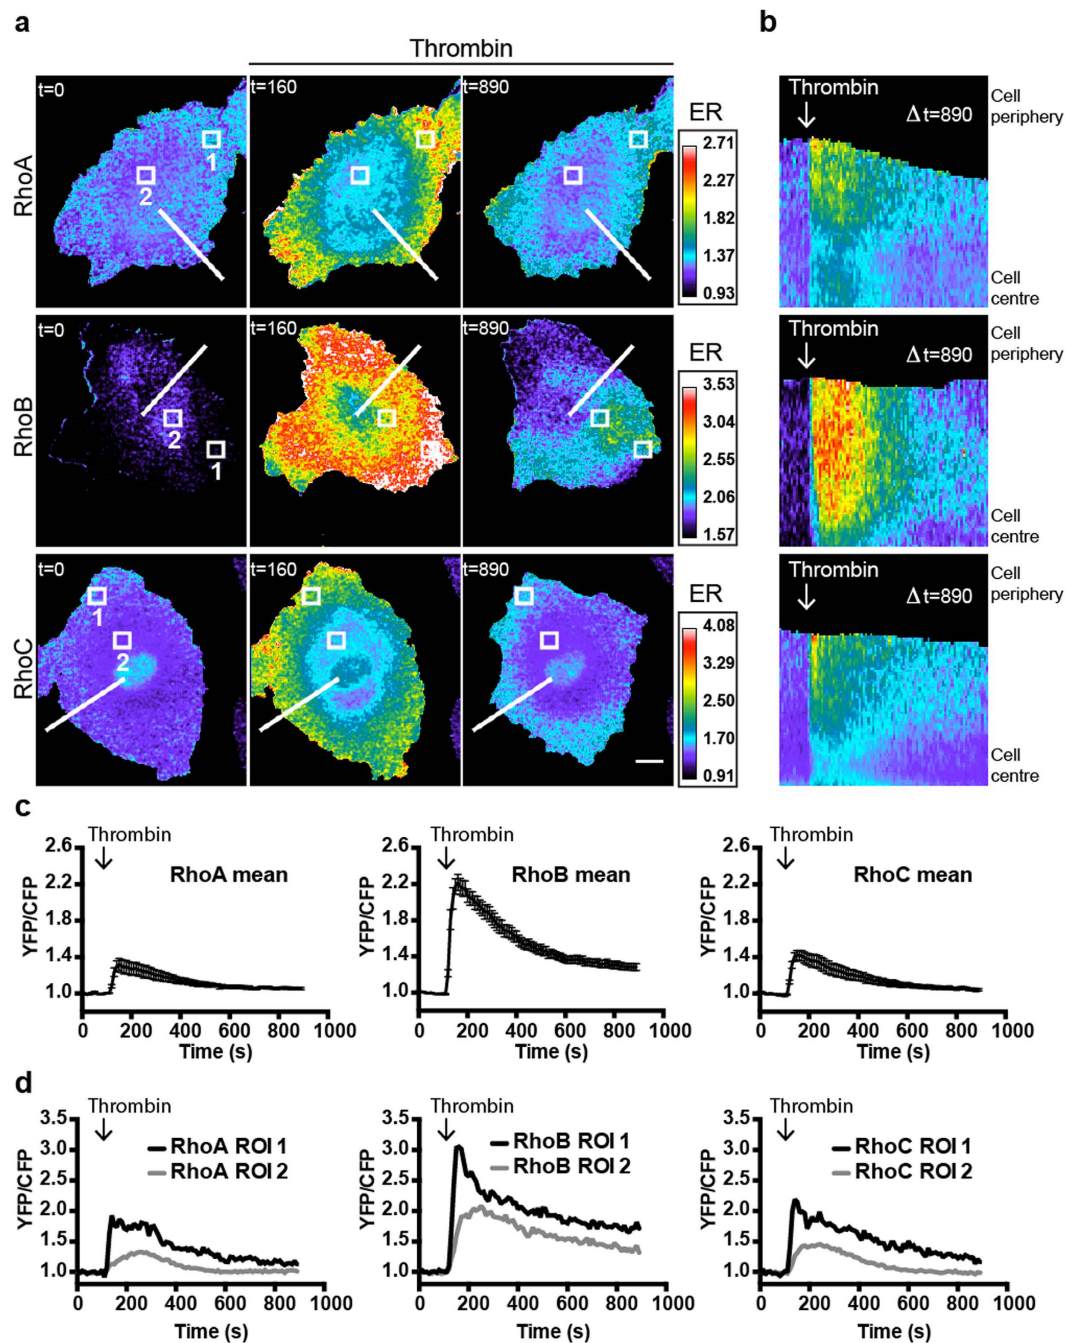 a
b
Thrombin
t=0
t=160
t=890
ER
2.71
2.27
1.82
1.37
0.93
RhoA
1
2
Thrombin
Δt=890
Cell periphery
Cell centre
t=0
t=160
t=890
ER
3.53
3.04
2.55
2.06
1.57
RhoB
2
1
Thrombin
Δt=890
Cell periphery
Cell centre
t=0
t=160
t=890
ER
4.08
3.29
2.50
1.70
0.91
RhoC
1
2
Thrombin
Δt=890
Cell periphery
Cell centre
c
Thrombin
RhoA mean
YFP/CFP
2.6
2.2
1.8
1.4
1.0
0 200 400 600 800 1000
Time (s)
Thrombin
RhoB mean
YFP/CFP
2.6
2.2
1.8
1.4
1.0
0 200 400 600 800 1000
Time (s)
Thrombin
RhoC mean
YFP/CFP
2.6
2.2
1.8
1.4
1.0
0 200 400 600 800 1000
Time (s)
d
Thrombin
RhoA ROI 1
RhoA ROI 2
YFP/CFP
3.5
3.0
2.5
2.0
1.5
1.0
0 200 400 600 800 1000
Time (s)
Thrombin
RhoB ROI 1
RhoB ROI 2
YFP/CFP
3.5
3.0
2.5
2.0
1.5
1.0
0 200 400 600 800 1000
Time (s)
Thrombin
RhoC ROI 1
RhoC ROI 2
YFP/CFP
3.5
3.0
2.5
2.0
1.5
1.0
0 200 400 600 800 1000
Time (s)